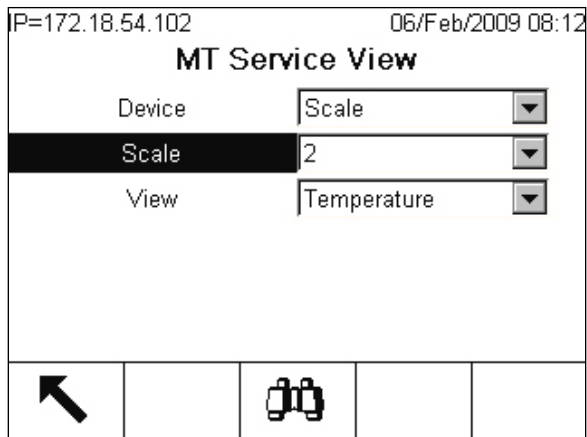 IP=172.18.54.102 06/Feb/2009 08:12
MT Service View
Device Scale
Scale 2
View Temperature